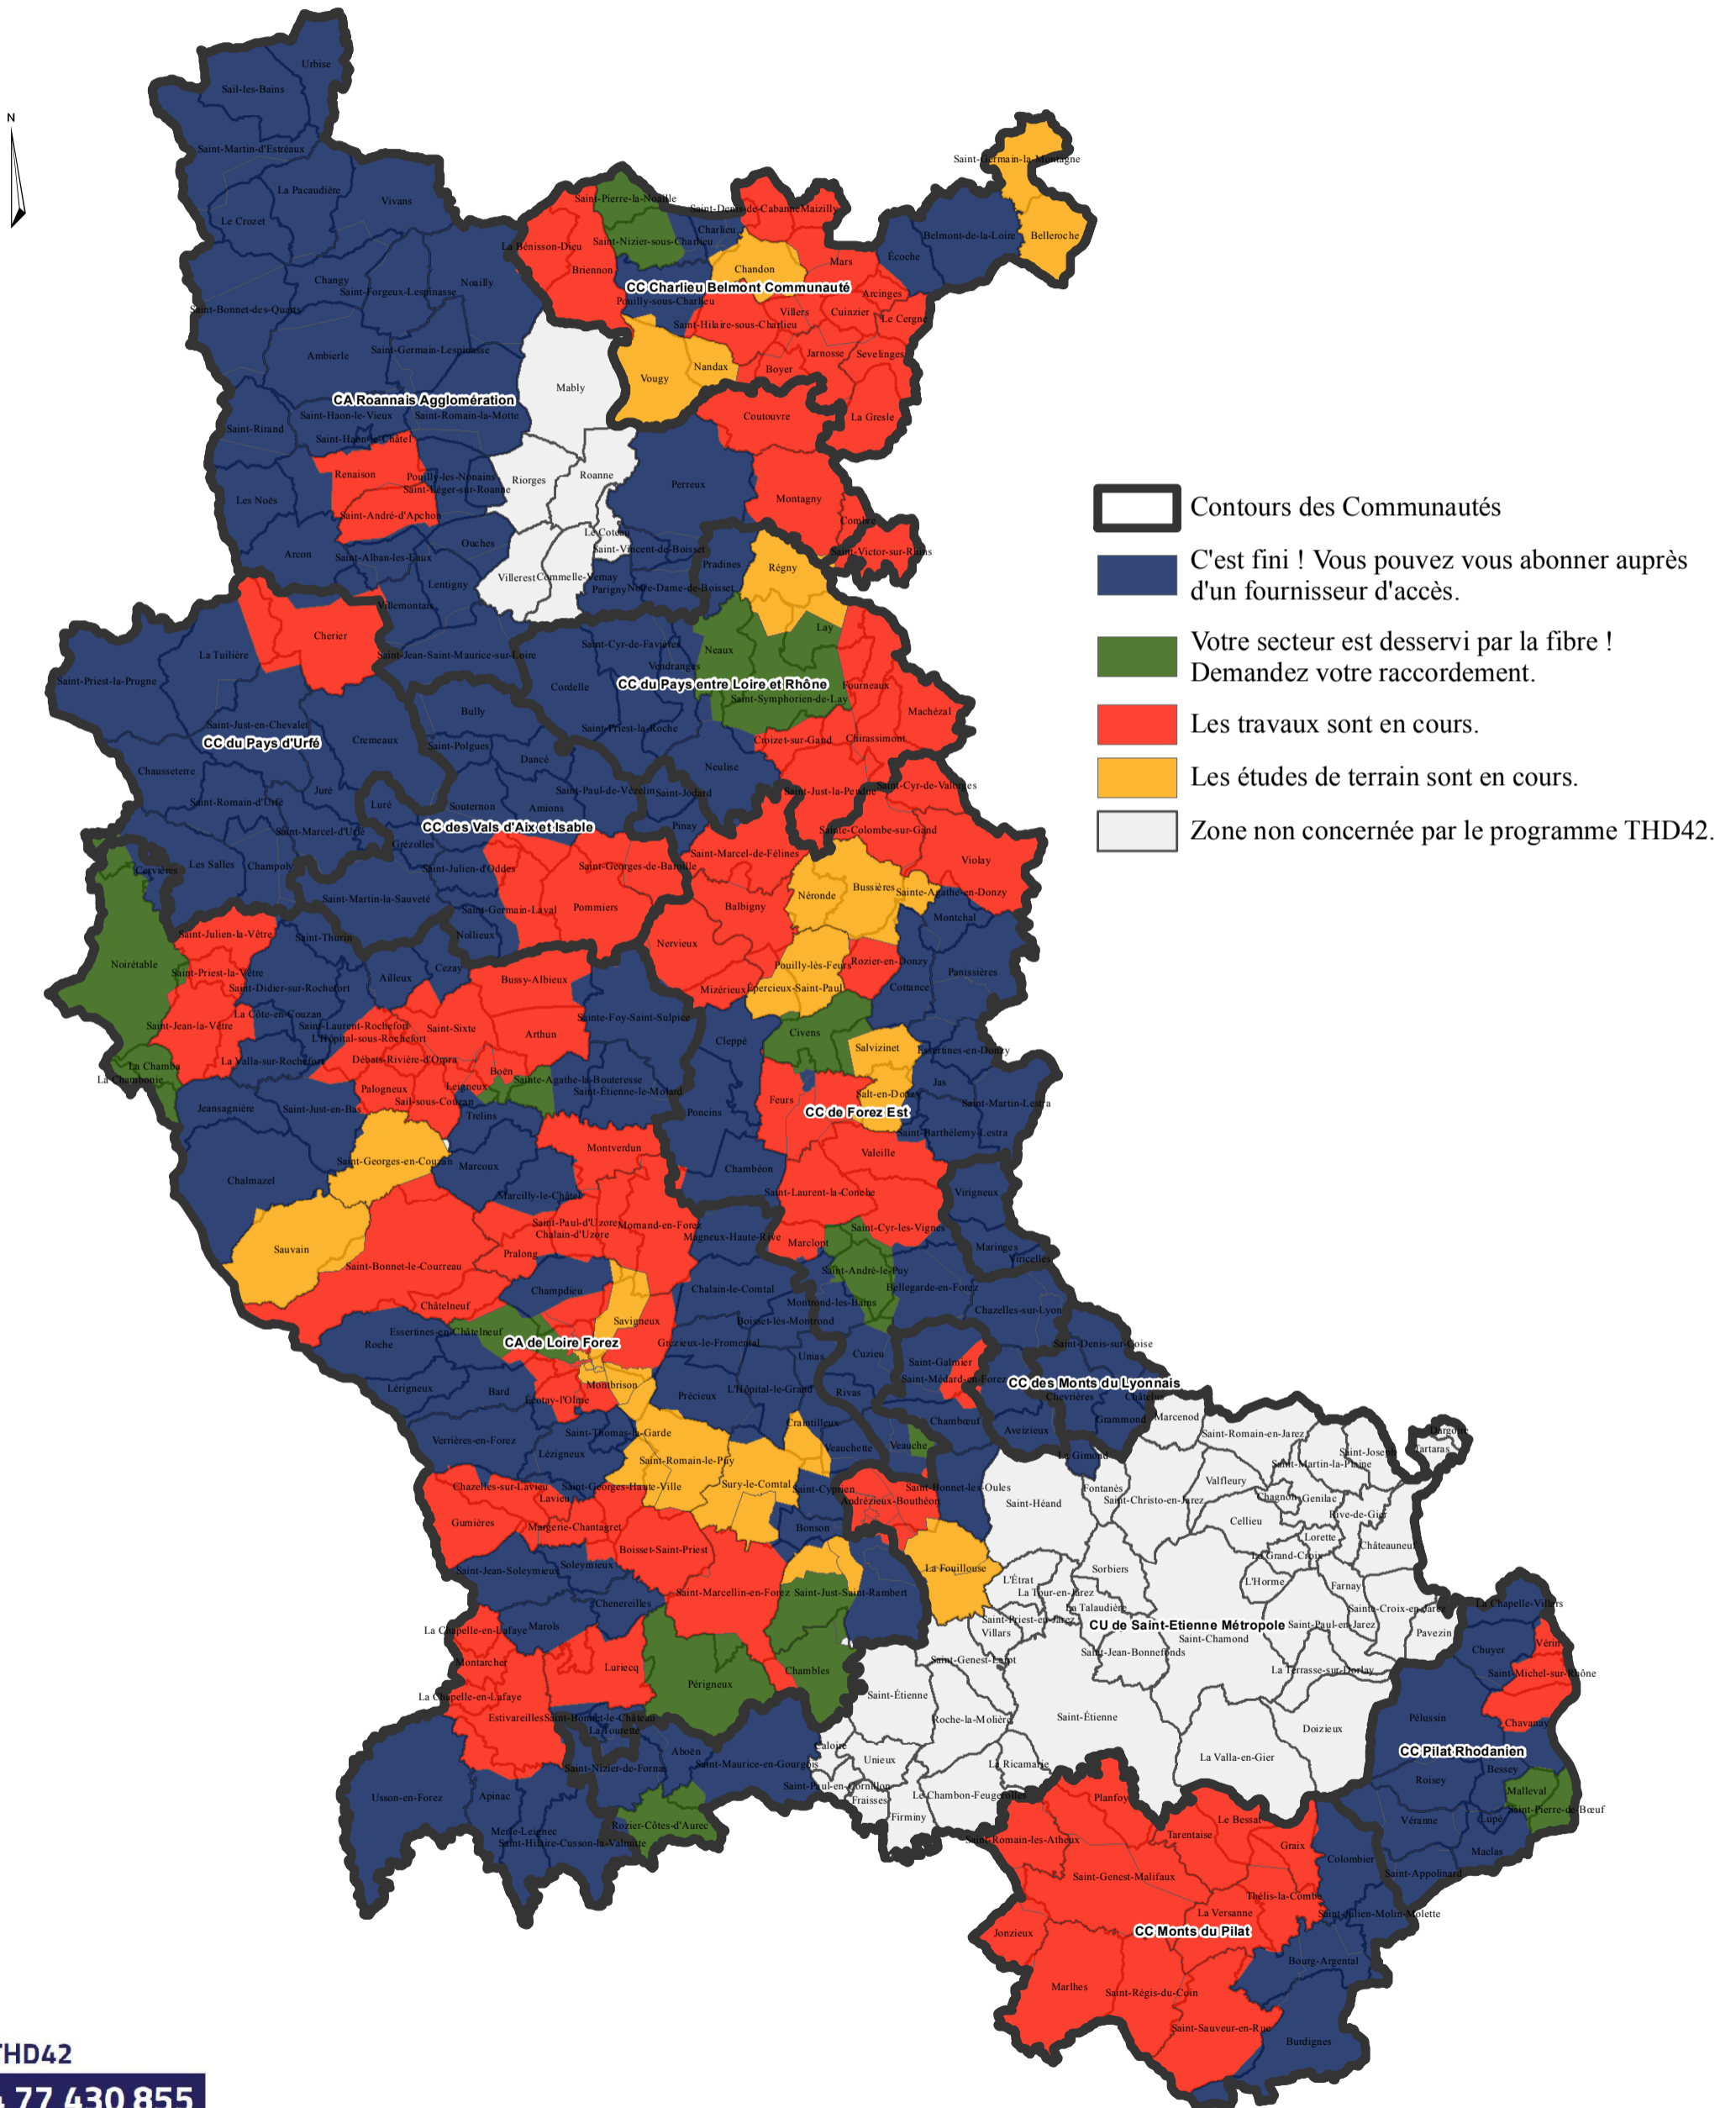 N
Urbise
Sail-les-Bains
Saint-Martin-d'Estréaux
La Pacaudière
Vivans
Le Crozet
Changy
Saint-Forgeux-Lespinasse
Noailly
Saint-Bonnet-des-Quarts
Ambierle
Saint-Germain-Lespinasse
CA Roannais Agglomération
Saint-Haon-le-Vieux
Saint-Romain-la-Motte
Saint-Rirand
Saint-Haon-le-Châtel
Renaison
Pouilly-les-Nonains
Saint-Léger-sur-Roanne
Les Noës
Saint-André-d'Apchon
Arcon
Saint-Alban-les-Eaux
Ouches
Lentigny
Villemontais
Saint-Jean-Saint-Maurice-sur-Loire
Mably
Riorges
Roanne
Le Coteau
Villerest
Commelle-Vernay
Perreux
Saint-Vincent-de-Boisset
Parigny
Notre-Dame-de-Boisset
Saint-Germain-la-Montagne
Belleroche
Belmont-de-la-Loire
Écoche
Saint-Pierre-la-Noaille
Saint-Denis-de-Cabanne
Maizilly
Charlieu
Saint-Nizier-sous-Charlieu
La Bénisson-Dieu
Briennon
Chandon
Mars
CC Charlieu Belmont Communauté
Arcinges
Pouilly-sous-Charlieu
Villers
Cuinzier
Le Cergne
Saint-Hilaire-sous-Charlieu
Jarnosse
Sevelinges
Boyer
Nandax
Vougy
Coutouvre
La Gresle
Montagny
Combre
Saint-Victor-sur-Rhins
Contours des Communautés
C'est fini ! Vous pouvez vous abonner auprès
d'un fournisseur d'accès.
Votre secteur est desservi par la fibre !
Demandez votre raccordement.
Les travaux sont en cours.
Les études de terrain sont en cours.
Zone non concernée par le programme THD42.
Pradines
Régny
Lay
Neaux
Saint-Cyr-de-Favières
Vendranges
Cordelle
CC du Pays entre Loire et Rhône
Saint-Symphorien-de-Lay
Fourneaux
Machézal
Saint-Priest-la-Roche
Croizet-sur-Gand
Chirassimont
Neulise
Saint-Just-la-Pendue
Saint-Cyr-de-Valorges
Saint-Jodard
Pinay
Cherier
La Tuilière
Saint-Priest-la-Prugne
Saint-Just-en-Chevalet
CC du Pays d'Urfé
Cremeaux
Chausseterre
Juré
Saint-Romain-d'Urfé
Saint-Marcel-d'Urfé
Les Salles
Champoly
Cervières
Bully
Saint-Polgues
Dancé
Saint-Paul-de-Vézelin
Luré
Souternon
Amions
CC des Vals d'Aix et Isable
Grézolles
Saint-Julien-d'Oddes
Saint-Georges-de-Baroille
Saint-Martin-la-Sauveté
Saint-Germain-Laval
Pommiers
Nollieux
Sainte-Colombe-sur-Gand
Violay
Saint-Marcel-de-Félines
Néronde
Bussières
Sainte-Agathe-en-Donzy
Balbigny
Montchal
Nervieux
Pouilly-lès-Feurs
Rozier-en-Donzy
Panissières
Mizérieux
Épercieux-Saint-Paul
Cottance
Civens
Salvizinet
Essertines-en-Donzy
Cleppé
Jas
Feurs
Salt-en-Donzy
Saint-Martin-Lestra
CC de Forez Est
Poncins
Saint-Barthélemy-Lestra
Valeille
Chambéon
Saint-Laurent-la-Conche
Virigneux
Saint-Cyr-les-Vignes
Marclopt
Maringes
Viricelles
Saint-André-le-Puy
Bellegarde-en-Forez
Montrond-les-Bains
Chazelles-sur-Lyon
Cuzieu
Saint-Galmier
Saint-Médard-en-Forez
Rivas
Chambœuf
Veauche
Aveizieux
Saint-Denis-sur-Coise
CC des Monts du Lyonnais
Chevrières
Châtelus
Grammond
La Gimond
Saint-Bonnet-les-Oules
Andrézieux-Bouthéon
La Fouillouse
Noirétable
Saint-Julien-la-Vêtre
Saint-Thurin
Saint-Priest-la-Vêtre
Saint-Didier-sur-Rochefort
Ailleux
Cezay
Bussy-Albieux
La Côte-en-Couzan
Saint-Jean-la-Vêtre
Saint-Laurent-Rochefort
L'Hôpital-sous-Rochefort
Saint-Sixte
Arthun
Sainte-Foy-Saint-Sulpice
La Valla-sur-Rochefort
Débats-Rivière-d'Orpra
Boën
La Chamba
La Chambonie
Palogneux
Leigneux
Sainte-Agathe-la-Bouteresse
Saint-Étienne-le-Molard
Sail-sous-Couzan
Trelins
Jeansagnière
Saint-Just-en-Bas
Montverdun
Saint-Georges-en-Couzan
Marcoux
Chalmazel
Marcilly-le-Châtel
Saint-Paul-d'Uzore
Chalain-d'Uzore
Mornand-en-Forez
Magneux-Haute-Rive
Sauvain
Pralong
Saint-Bonnet-le-Courreau
Champdieu
Chalain-le-Comtal
Châtelneuf
Savigneux
Boisset-lès-Montrond
Essertines-en-Châtelneuf
CA de Loire Forez
Roche
Grézieux-le-Fromental
Unias
Lérigneux
Bard
Montbrison
Écotay-l'Olme
Précieux
L'Hôpital-le-Grand
Craintilleux
Verrières-en-Forez
Saint-Thomas-la-Garde
Lézigneux
Saint-Romain-le-Puy
Veauchette
Chazelles-sur-Lavieu
Lavieu
Saint-Georges-Haute-Ville
Sury-le-Comtal
Saint-Cyprien
Gumières
Margerie-Chantagret
Bonson
Boisset-Saint-Priest
Saint-Jean-Soleymieux
Soleymieux
Saint-Marcellin-en-Forez
Saint-Just-Saint-Rambert
Chenereilles
La Chapelle-en-Lafaye
Marols
Montarcher
Luriecq
Chambles
Périgneux
La Chapelle-en-Lafaye
Estivareilles
Saint-Bonnet-le-Château
La Tourette
Aboën
Saint-Nizier-de-Fornas
Saint-Maurice-en-Gourgois
Usson-en-Forez
Apinac
Rozier-Côtes-d'Aurec
Merle-Leignec
Saint-Hilaire-Cusson-la-Valmitte
Marcenod
Saint-Romain-en-Jarez
Dargoire
Tartaras
Saint-Joseph
Saint-Martin-la-Plaine
Fontanès
Valfleury
Saint-Héand
Saint-Christo-en-Jarez
Chagnon
Genilac
Rive-de-Gier
Cellieu
Lorette
Châteauneuf
La Grand-Croix
Sorbiers
L'Étrat
La Tour-en-Jarez
L'Horme
Farnay
La Talaudière
Sainte-Croix-en-Jarez
Saint-Priest-en-Jarez
Villars
CU de Saint-Etienne Métropole
Saint-Paul-en-Jarez
Pavezin
Saint-Chamond
Saint-Jean-Bonnefonds
Saint-Genest-Lerpt
La Terrasse-sur-Dorlay
Saint-Étienne
Roche-la-Molière
Saint-Étienne
Doizieux
Caloire
Unieux
La Ricamarie
La Valla-en-Gier
Saint-Paul-en-Cornillon
Fraisses
Le Chambon-Feugerolles
Firminy
La Chapelle-Villars
Chuyer
Vérin
Saint-Michel-sur-Rhône
Pélussin
Chavanay
CC Pilat Rhodanien
Roisey
Bessey
Malleval
Saint-Pierre-de-Bœuf
Véranne
Lupé
Maclas
Saint-Appolinard
Planfoy
Le Bessat
Tarentaise
Saint-Romain-les-Atheux
Graix
Colombier
Saint-Genest-Malifaux
Thélis-la-Combe
La Versanne
Saint-Julien-Molin-Molette
CC Monts du Pilat
Jonzieux
Bourg-Argental
Marlhes
Saint-Régis-du-Coin
Saint-Sauveur-en-Rue
Burdignes
THD42
77 430 855